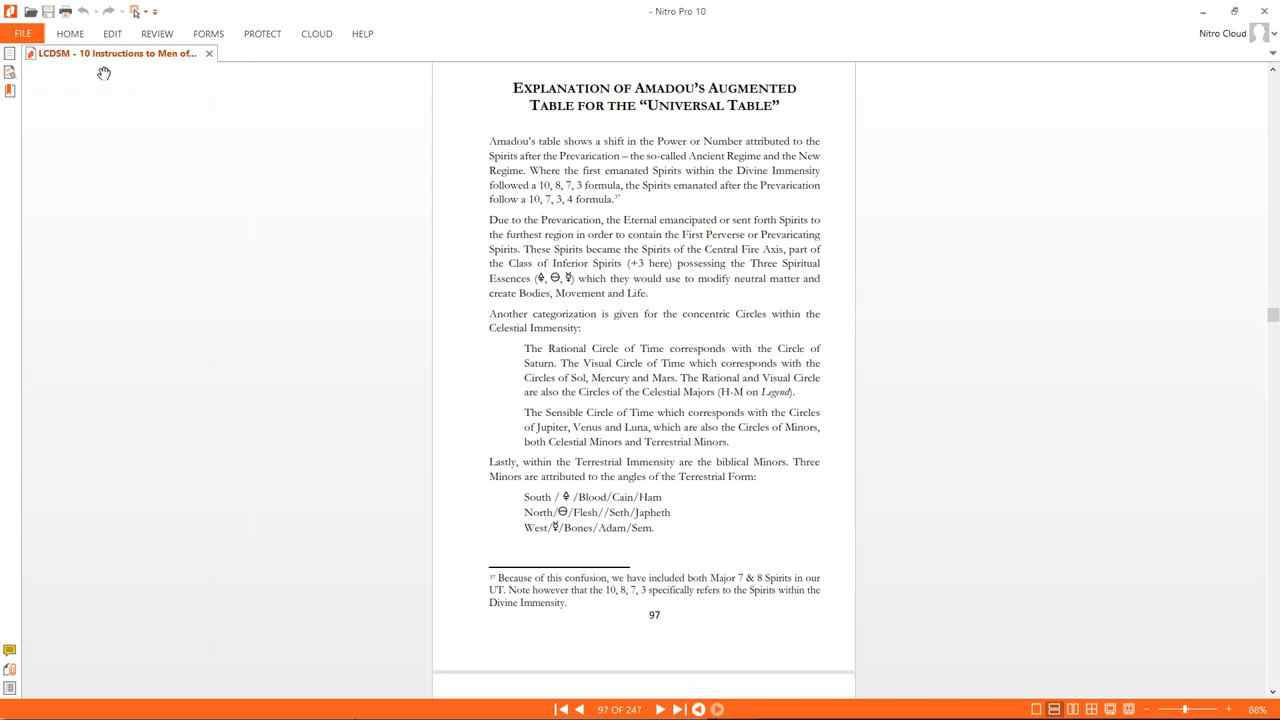 - Nitro Pro 10
FILE HOME EDIT REVIEW FORMS PROTECT CLOUD HELP
Nitro Cloud
LCDSM - 10 Instructions to Men of...
EXPLANATION OF AMADOU'S AUGMENTED
TABLE FOR THE “UNIVERSAL TABLE”
Amadou's table shows a shift in the Power or Number attributed to the
Spirits after the Prevarication – the so-called Ancient Regime and the New
Regime. Where the first emanated Spirits within the Divine Immensity
followed a 10, 8, 7, 3 formula, the Spirits emanated after the Prevarication
follow a 10, 7, 3, 4 formula.37
Due to the Prevarication, the Eternal emancipated or sent forth Spirits to
the furthest region in order to contain the First Perverse or Prevaricating
Spirits. These Spirits became the Spirits of the Central Fire Axis, part of
the Class of Inferior Spirits (+3 here) possessing the Three Spiritual
Essences (🜍, 🜔, ☿) which they would use to modify neutral matter and
create Bodies, Movement and Life.
Another categorization is given for the concentric Circles within the
Celestial Immensity:
The Rational Circle of Time corresponds with the Circle of
Saturn. The Visual Circle of Time which corresponds with the
Circles of Sol, Mercury and Mars. The Rational and Visual Circle
are also the Circles of the Celestial Majors (H-M on Legend).
The Sensible Circle of Time which corresponds with the Circles
of Jupiter, Venus and Luna, which are also the Circles of Minors,
both Celestial Minors and Terrestrial Minors.
Lastly, within the Terrestrial Immensity are the biblical Minors. Three
Minors are attributed to the angles of the Terrestrial Form:
South / 🜍 /Blood/Cain/Ham
North/🜔/Flesh//Seth/Japheth
West/☿/Bones/Adam/Sem.
37 Because of this confusion, we have included both Major 7 & 8 Spirits in our
UT. Note however that the 10, 8, 7, 3 specifically refers to the Spirits within the
Divine Immensity.
97
97 OF 247
88%